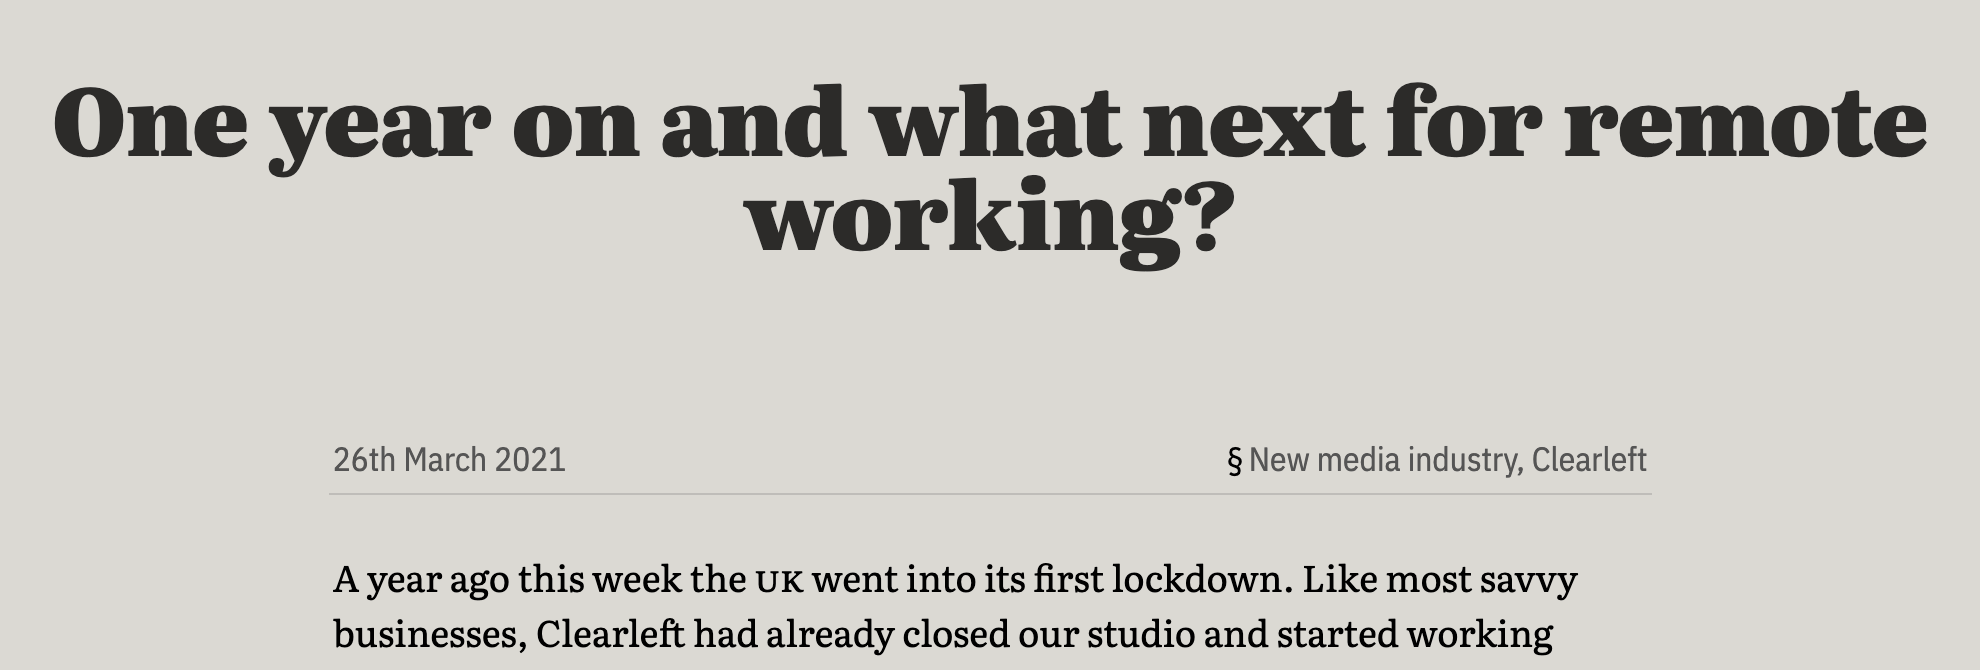 One year on and what next for remote
working?
26th March 2021
§ New media industry, Clearleft
A year ago this week the UK went into its first lockdown. Like most savvy
businesses, Clearleft had already closed our studio and started working